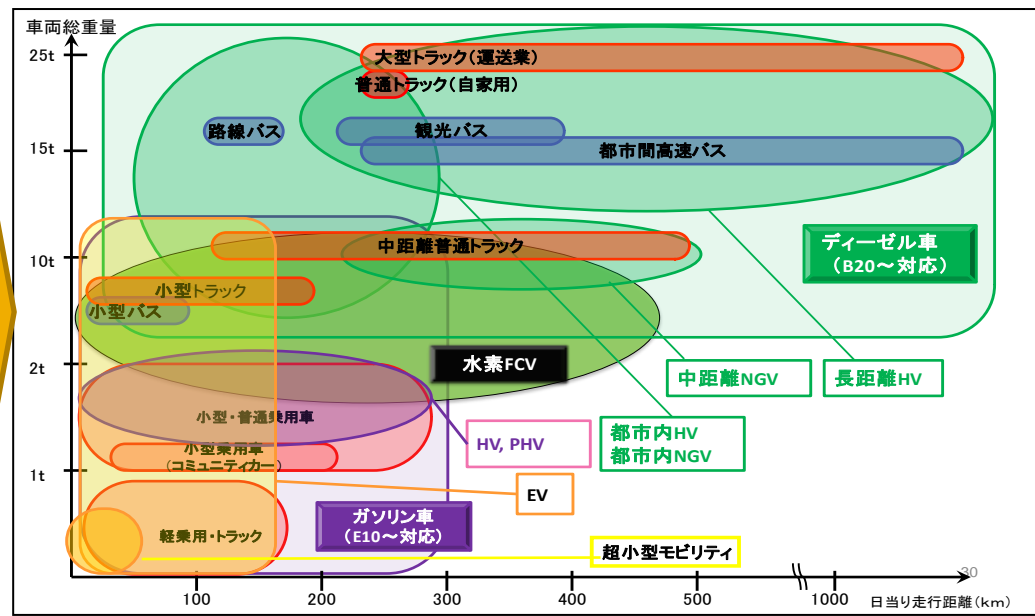 車両総重量
25t
大型トラック(運送業)
普通トラック(自家用)
路線バス
観光バス
15t
都市間高速バス
中距離普通トラック
ディーゼル車
(B20～対応)
10t
小型トラック
小型バス
水素FCV
2t
中距離NGV
長距離HV
小型・普通乗用車
HV, PHV
都市内HV
都市内NGV
小型乗用車
(コミュニティカー)
1t
EV
ガソリン車
(E10～対応)
軽乗用・トラック
超小型モビリティ
30
100
200
300
400
500
1000
日当り走行距離(km)